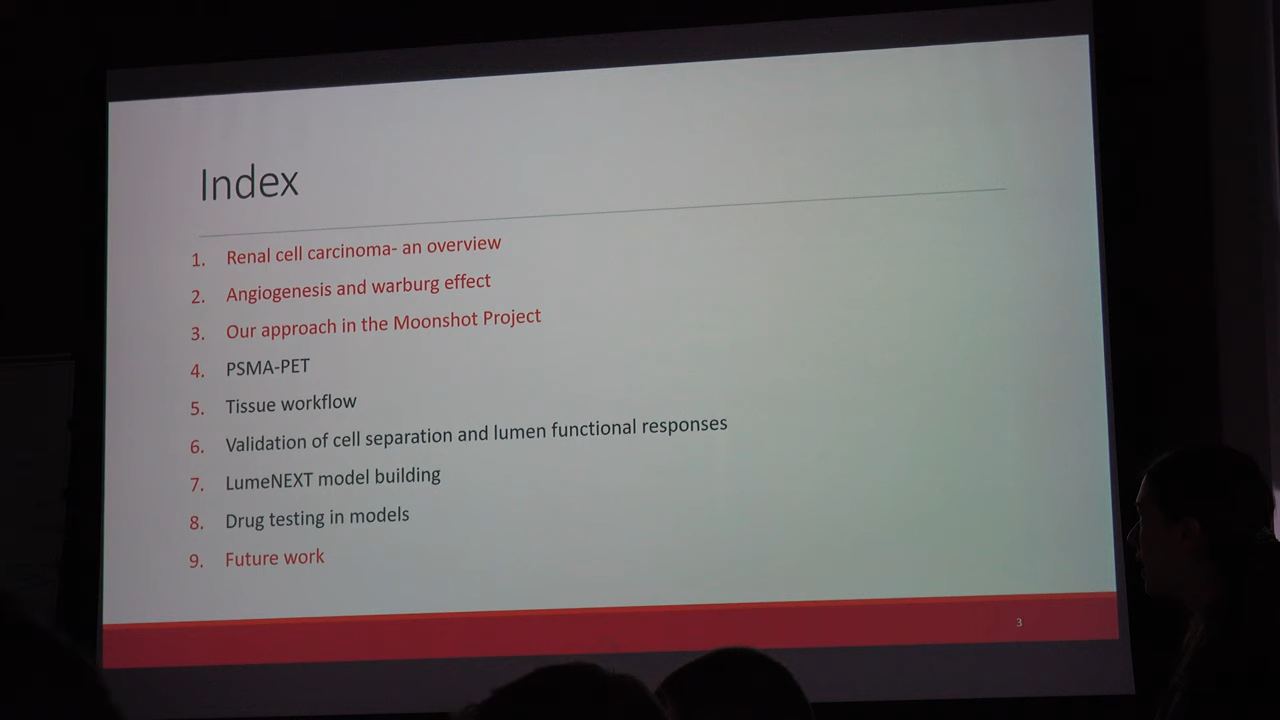 Index
1. Renal cell carcinoma- an overview
2. Angiogenesis and warburg effect
3. Our approach in the Moonshot Project
4. PSMA-PET
5. Tissue workflow
6. Validation of cell separation and lumen functional responses
7. LumeNEXT model building
8. Drug testing in models
9. Future work
3